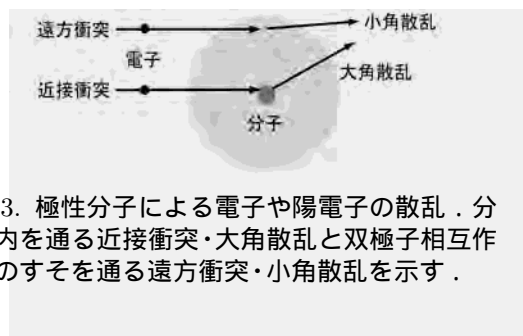 遠方衝突 小角散乱
電子
大角散乱
近接衝突
分子
3. 極性分子による電子や陽電子の散乱．分
内を通る近接衝突･大角散乱と双極子相互作
のすそを通る遠方衝突･小角散乱を示す．